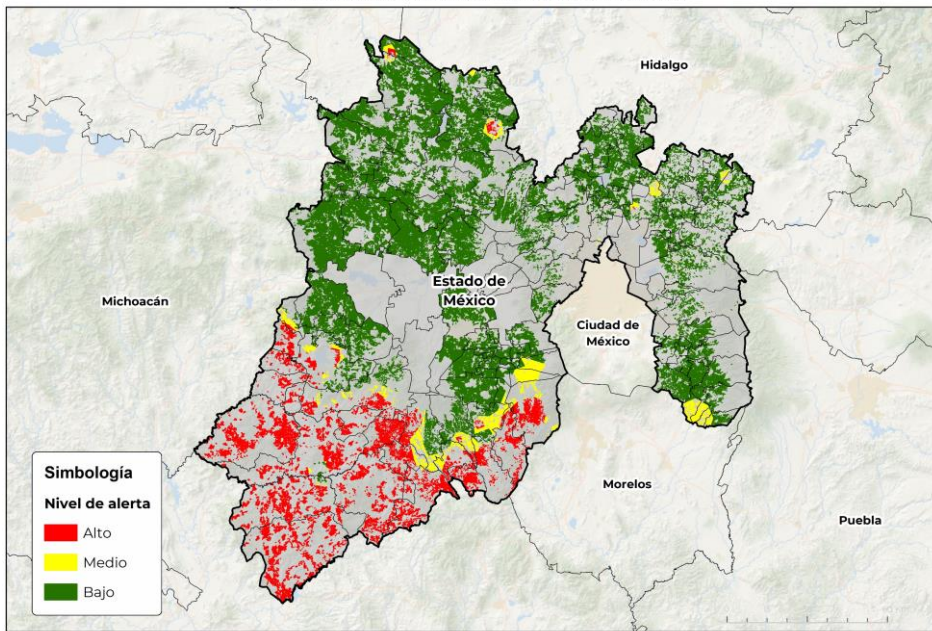 Hidalgo
Estado de
México
Michoacán
Ciudad de
México
Simbología
Nivel de alerta
Alto
Medio
Bajo
Morelos
Puebla